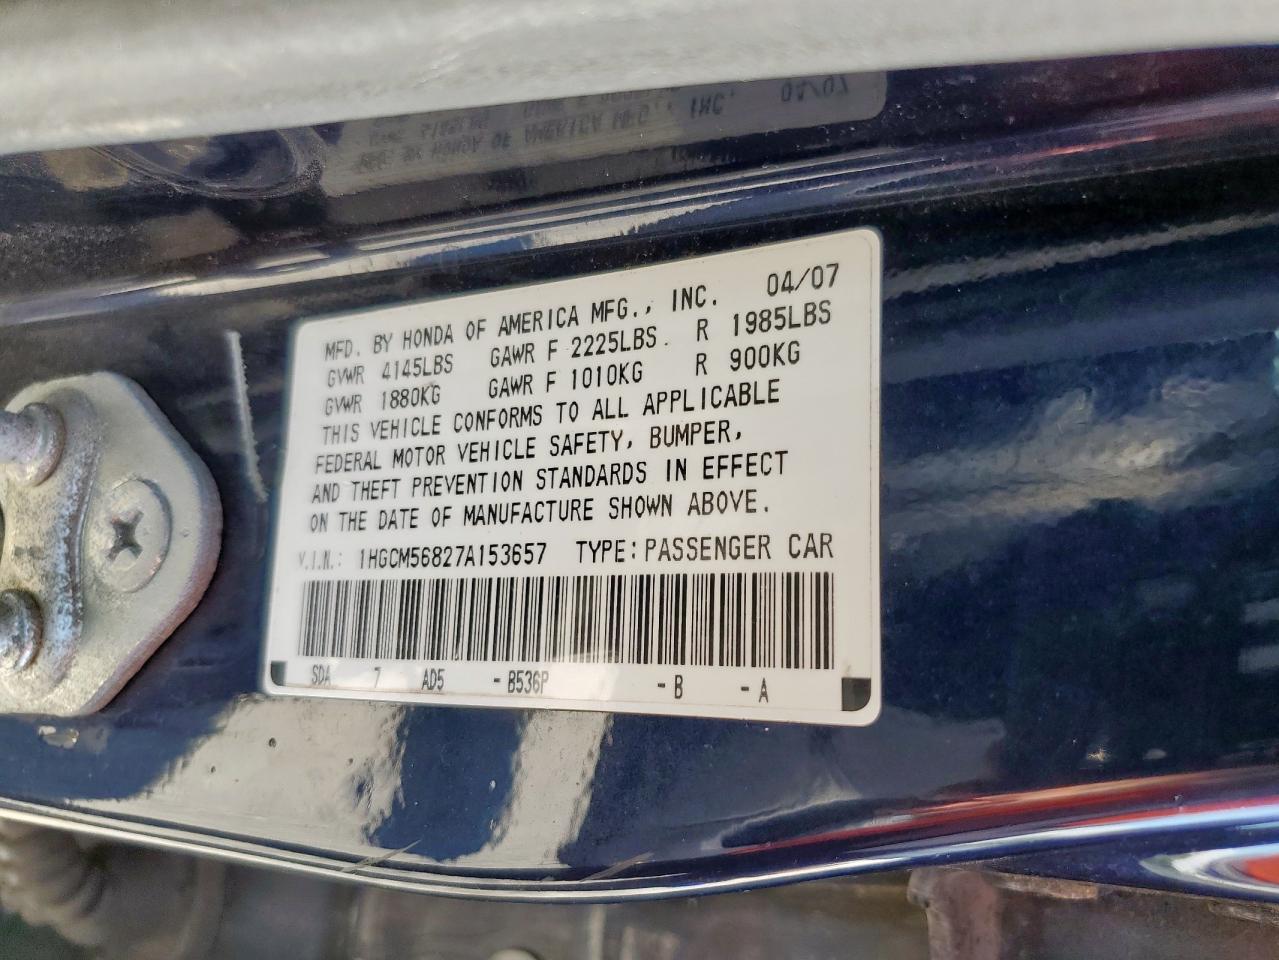 MFD. BY HONDA OF AMERICA MFG., INC. 04/07
GVWR 4145LBS GAWR F 2225LBS R 1985LBS
GVWR 1880KG GAWR F 1010KG R 900KG
THIS VEHICLE CONFORMS TO ALL APPLICABLE
FEDERAL MOTOR VEHICLE SAFETY, BUMPER,
AND THEFT PREVENTION STANDARDS IN EFFECT
ON THE DATE OF MANUFACTURE SHOWN ABOVE.
V.I.N.: 1HGCM56827A153657 TYPE: PASSENGER CAR
SDA 7 AD5 - B536P - B - A